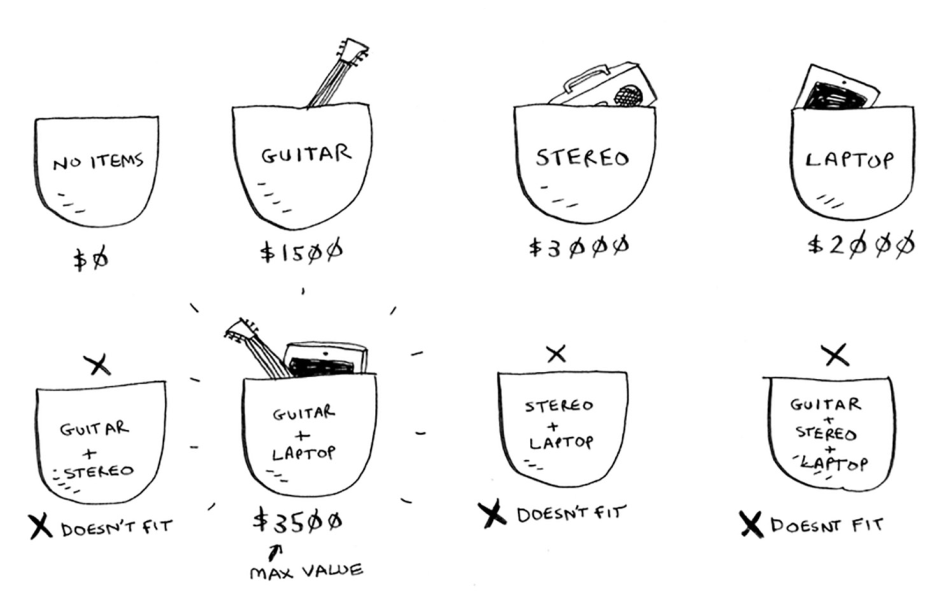 NO ITEMS
$0
GUITAR
$1500
STEREO
$3000
LAPTOP
$2000
GUITAR
+
STEREO
X DOESN'T FIT
GUITAR
+
LAPTOP
$3500
MAX VALUE
X
STEREO
+
LAPTOP
X DOESN'T FIT
X
GUITAR
+
STEREO
+
LAPTOP
X DOESNT FIT